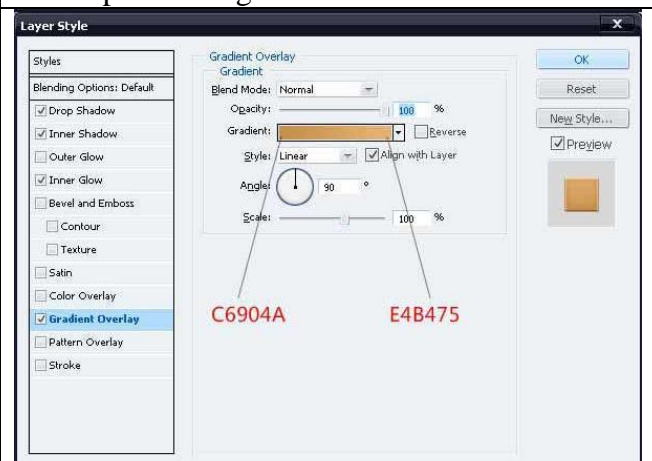 Layer Style
X
Styles
Blending Options: Default
Drop Shadow
Inner Shadow
Outer Glow
Inner Glow
Bevel and Emboss
Contour
Texture
Satin
Color Overlay
Gradient Overlay
Pattern Overlay
Stroke
Gradient Overlay
Gradient
Blend Mode: Normal
Opacity: 100 %
Gradient: Reverse
Style: Linear Align with Layer
Angle: 90 °
Scale: 100 %
C6904A E4B475
OK
Reset
New Style...
Preview